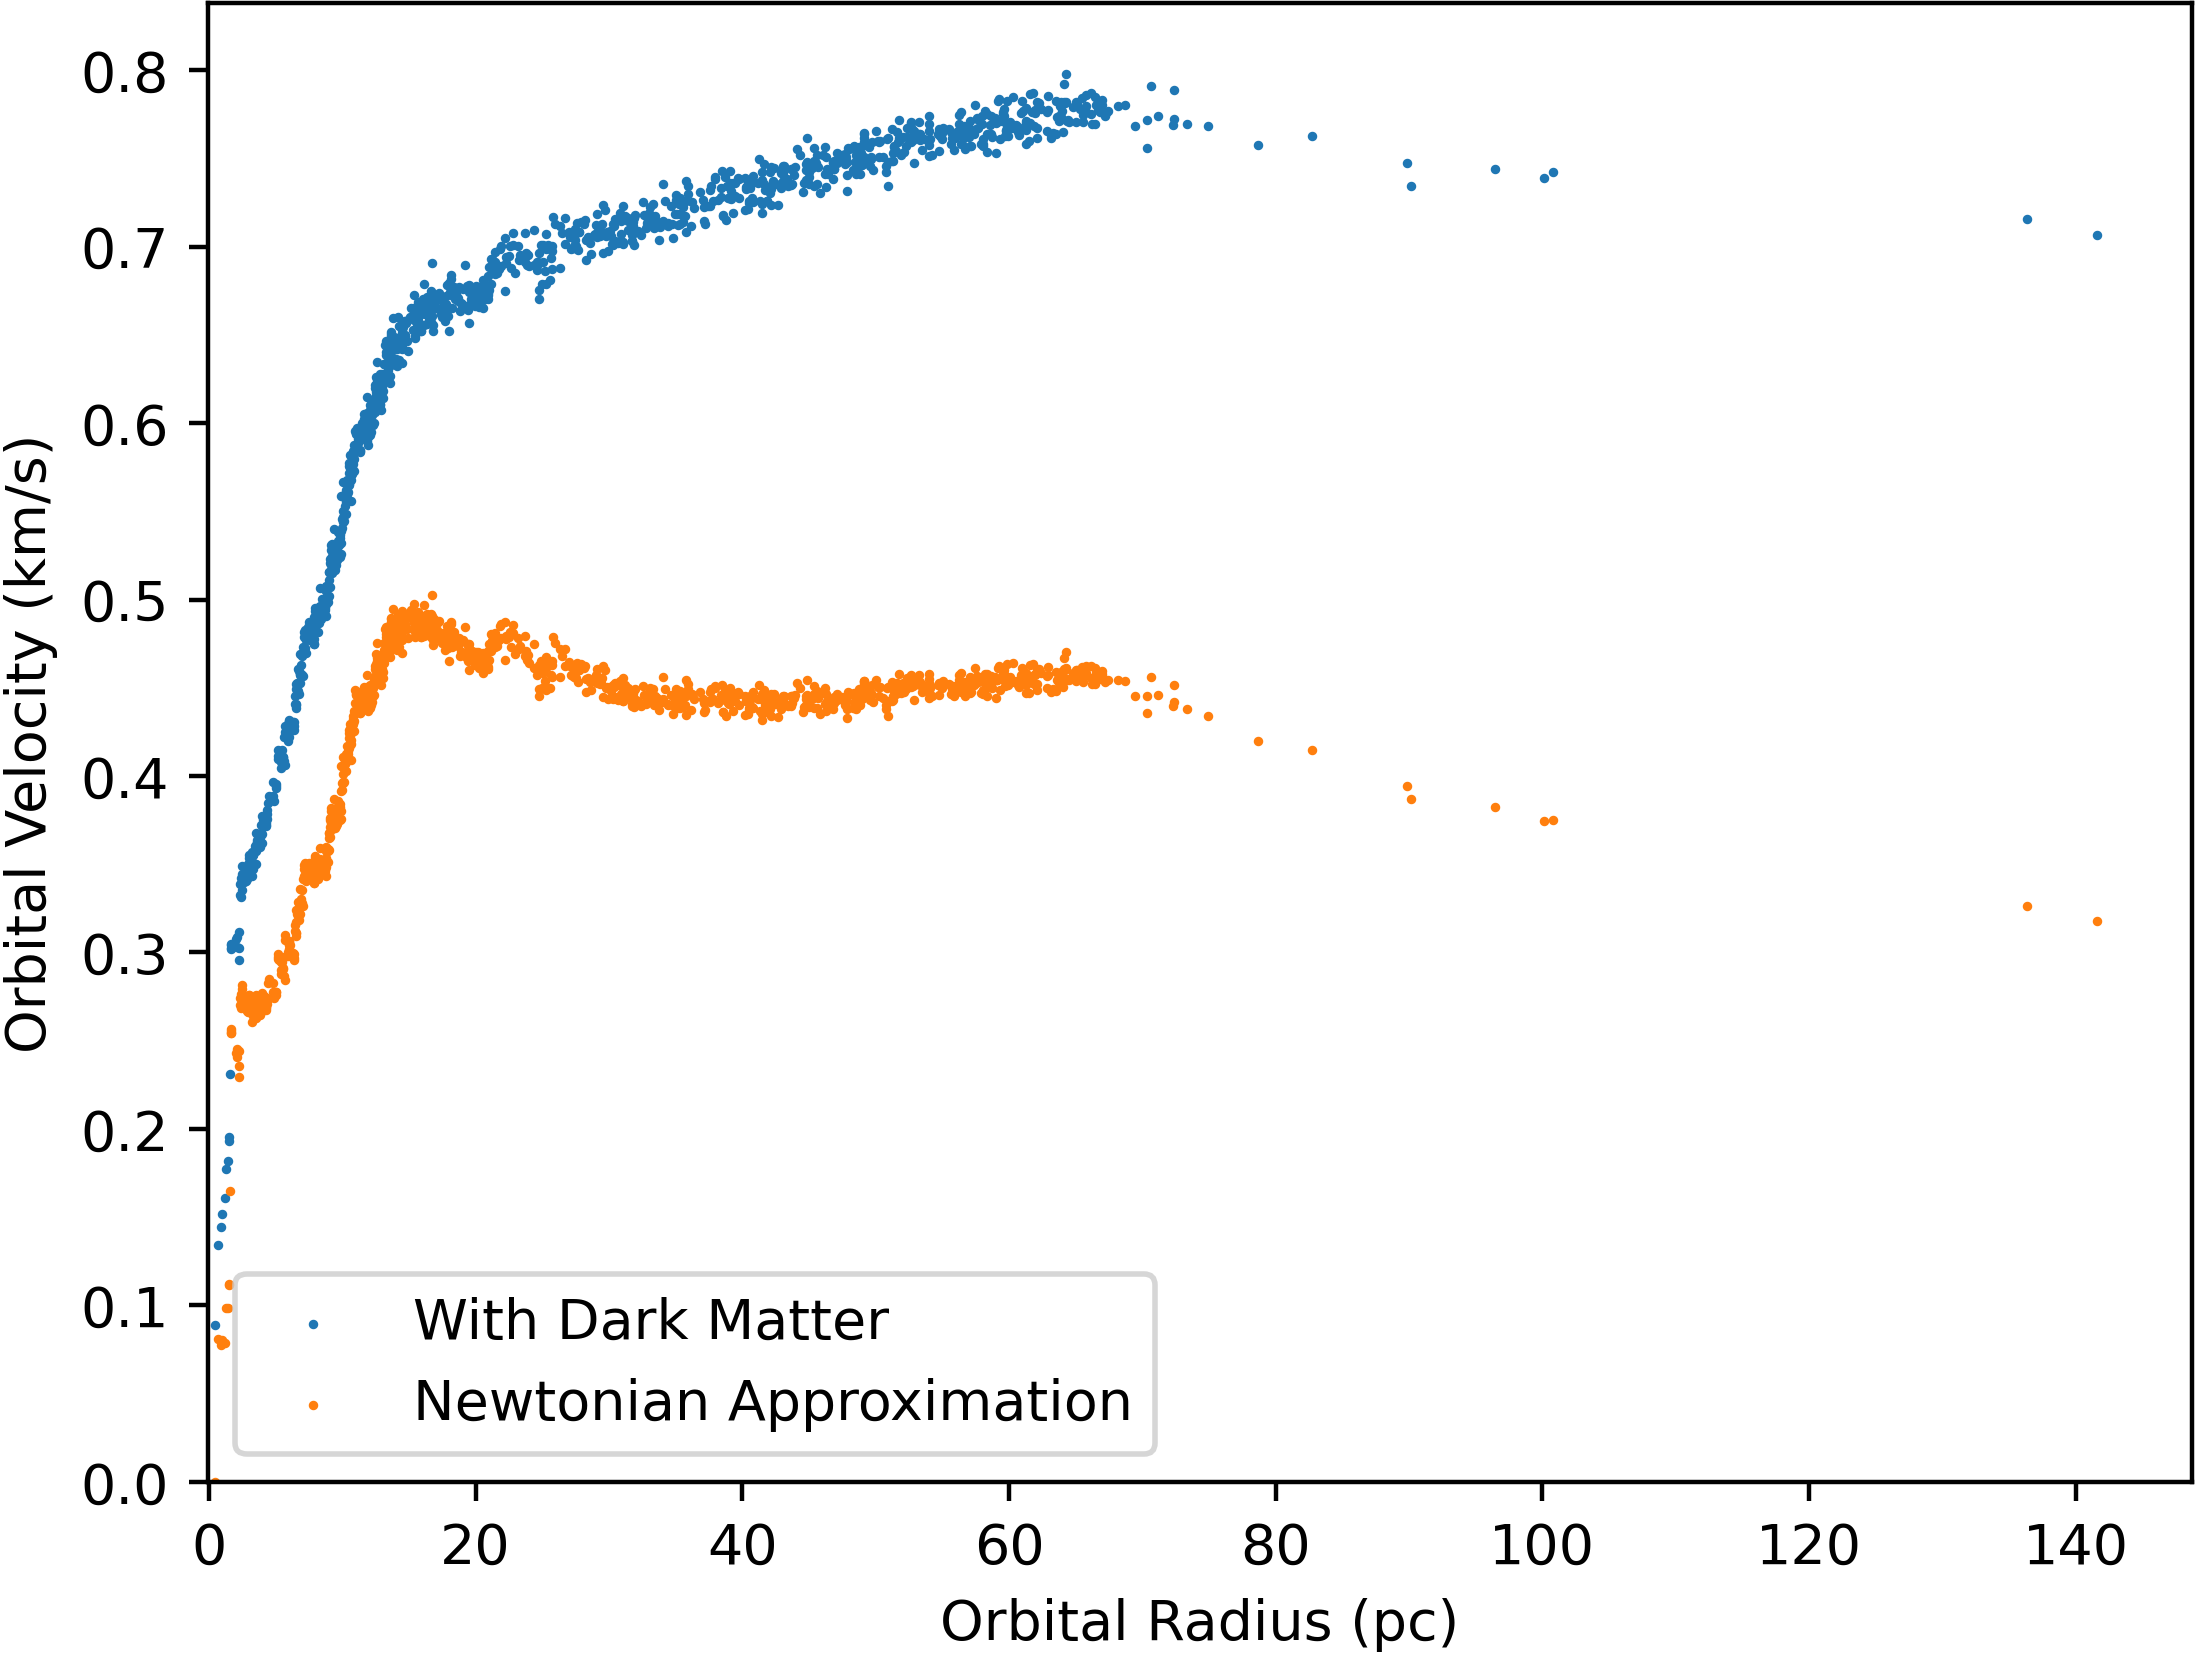 0.8
0.7
0.6
0.5
0.4
0.3
0.2
0.1
0.0
Orbital Velocity (km/s)
With Dark Matter
Newtonian Approximation
0 20 40 60 80 100 120 140
Orbital Radius (pc)